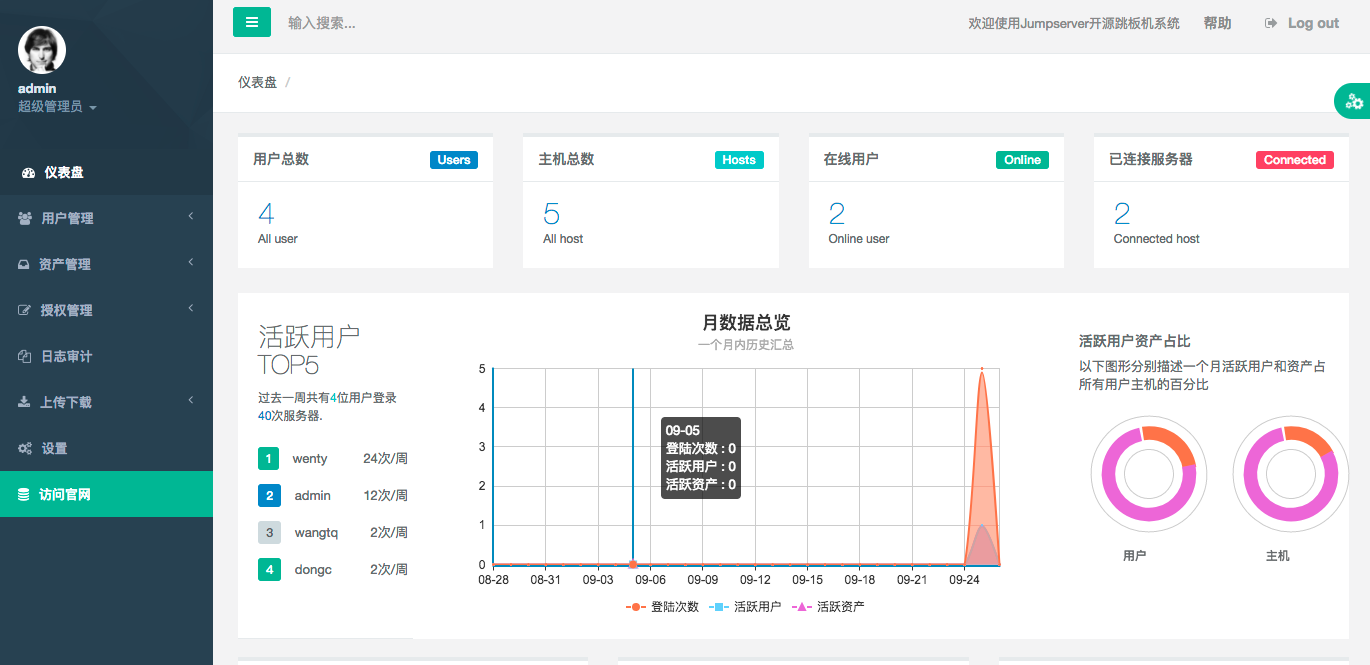 输入搜索...
欢迎使用Jumpserver开源跳板机系统
帮助
Log out
admin
超级管理员
仪表盘
用户管理
资产管理
授权管理
日志审计
上传下载
设置
访问官网
仪表盘 /
用户总数 Users
4
All user
主机总数 Hosts
5
All host
在线用户 Online
2
Online user
已连接服务器 Connected
2
Connected host
活跃用户
TOP5
过去一周共有4位用户登录
40次服务器.
1 wenty 24次/周
2 admin 12次/周
3 wangtq 2次/周
4 dongc 2次/周
月数据总览
一个月内历史汇总
5
4
3
2
1
0
09-05
登陆次数 : 0
活跃用户 : 0
活跃资产 : 0
08-28 08-31 09-03 09-06 09-09 09-12 09-15 09-18 09-21 09-24
登陆次数 活跃用户 活跃资产
活跃用户资产占比
以下图形分别描述一个月活跃用户和资产占
所有用户主机的百分比
用户 主机